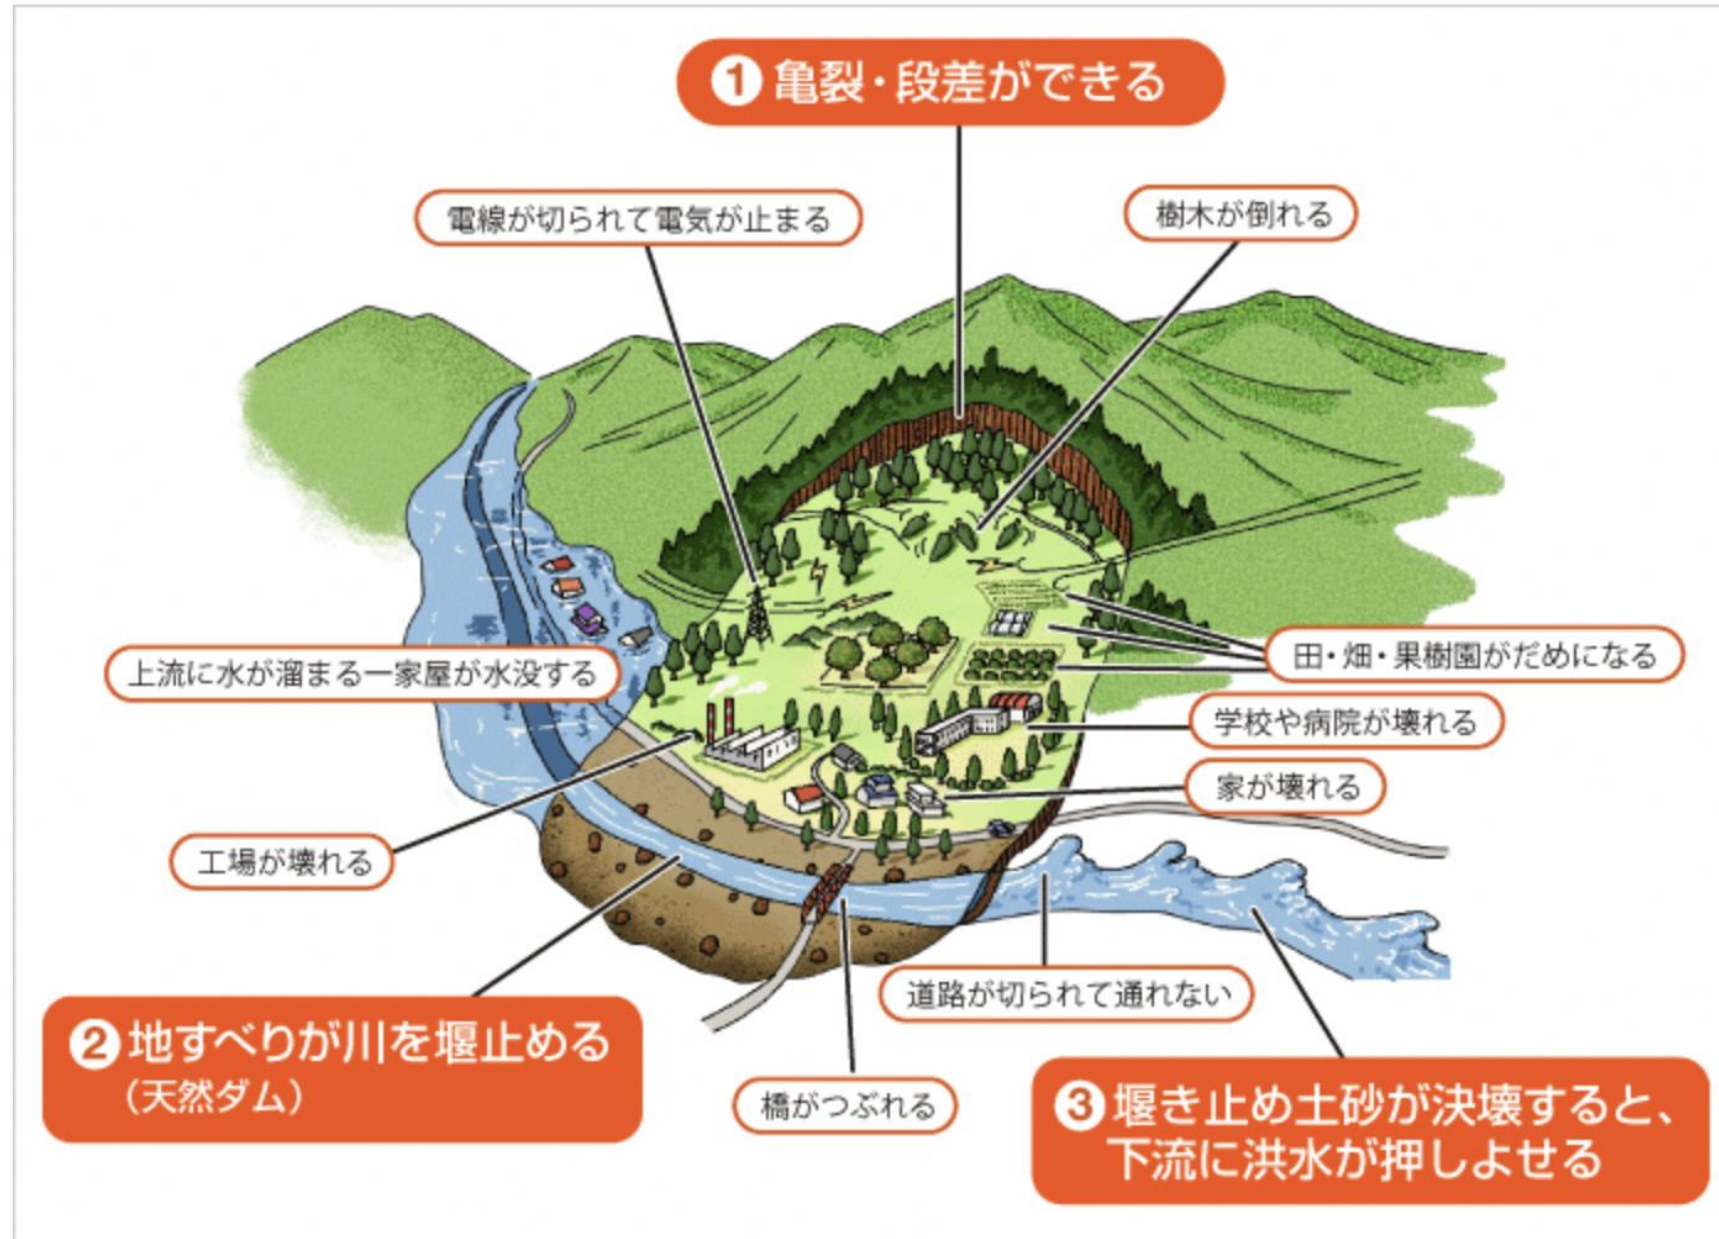 ❶ 亀裂・段差ができる
電線が切られて電気が止まる
樹木が倒れる
上流に水が溜まる一家屋が水没する
田・畑・果樹園がだめになる
学校や病院が壊れる
家が壊れる
工場が壊れる
道路が切られて通れない
❷ 地すべりが川を堰止める
（天然ダム）
橋がつぶれる
❸ 堰き止め土砂が決壊すると、
下流に洪水が押しよせる